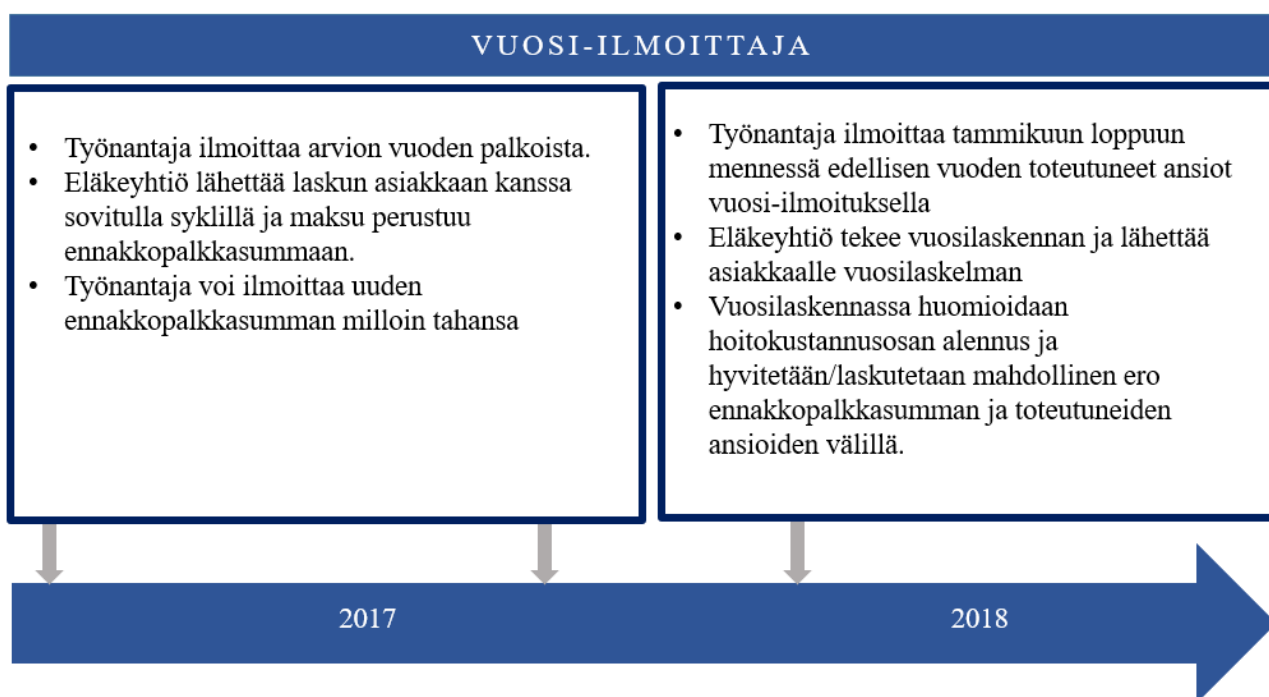 VUOSI-ILMOITTAJA
• Työnantaja ilmoittaa arvion vuoden palkoista.
• Eläkeyhtiö lähettää laskun asiakkaan kanssa
sovitulla syklillä ja maksu perustuu
ennakkopalkkasummaan.
• Työnantaja voi ilmoittaa uuden
ennakkopalkkasumman milloin tahansa
• Työnantaja ilmoittaa tammikuun loppuun
mennessä edellisen vuoden toteutuneet ansiot
vuosi-ilmoituksella
• Eläkeyhtiö tekee vuosilaskennan ja lähettää
asiakkaalle vuosilaskelman
• Vuosilaskennassa huomioidaan
hoitokustannusosan alennus ja
hyvitetään/laskutetaan mahdollinen ero
ennakkopalkkasumman ja toteutuneiden
ansioiden välillä.
2017
2018